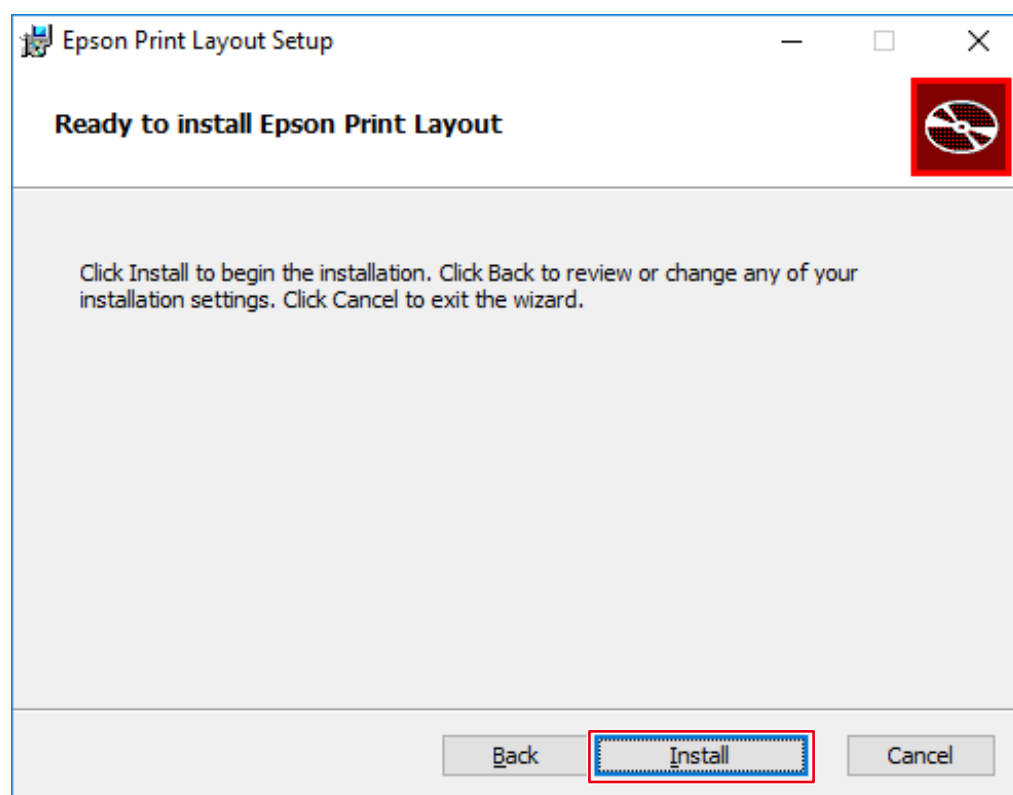 Epson Print Layout Setup
Ready to install Epson Print Layout
Click Install to begin the installation. Click Back to review or change any of your
installation settings. Click Cancel to exit the wizard.
Back Install Cancel